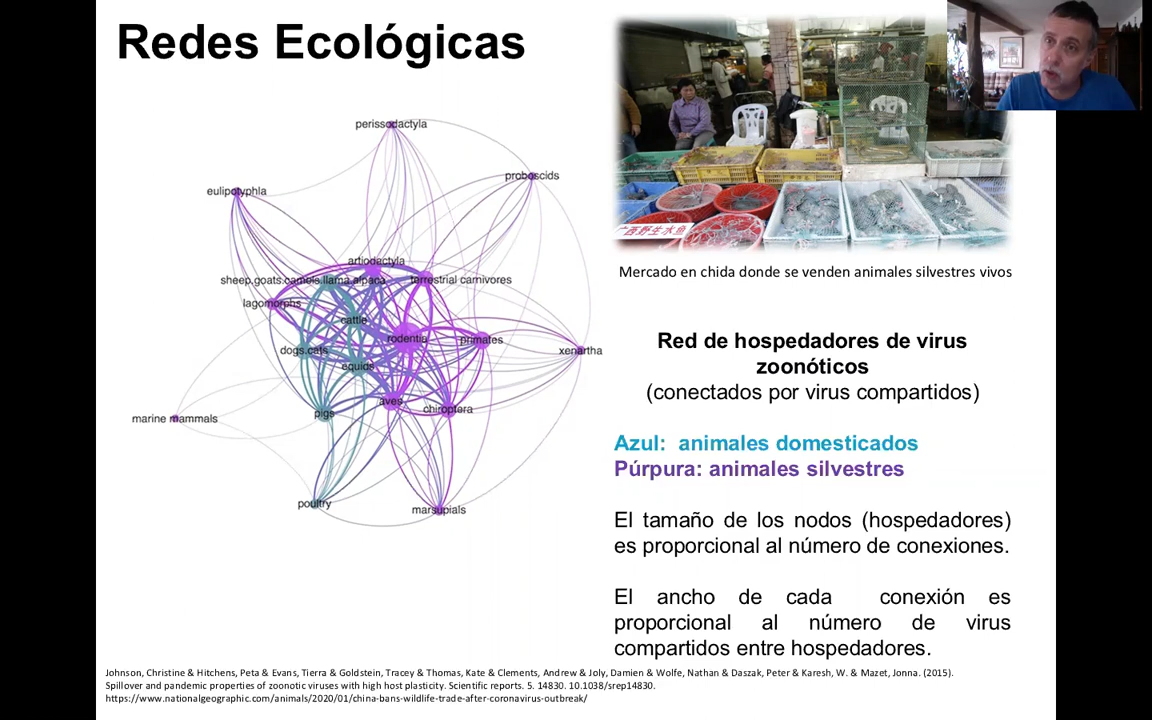 Redes Ecológicas
perissodactyla
proboscids
eulipotyphla
artiodactyla
sheep.goats.camels.llama.alpaca
terrestrial carnivores
lagomorphs
cattle
rodentia
primates
dogs.cats
xenartha
equids
aves
chiroptera
pigs
marine mammals
poultry
marsupials
广西野生水鱼
Mercado en chida donde se venden animales silvestres vivos
Red de hospedadores de virus
zoonóticos
(conectados por virus compartidos)
Azul: animales domesticados
Púrpura: animales silvestres
El tamaño de los nodos (hospedadores)
es proporcional al número de conexiones.
El ancho de cada conexión es
proporcional al número de virus
compartidos entre hospedadores.
Johnson, Christine & Hitchens, Peta & Evans, Tierra & Goldstein, Tracey & Thomas, Kate & Clements, Andrew & Joly, Damien & Wolfe, Nathan & Daszak, Peter & Karesh, W. & Mazet, Jonna. (2015).
Spillover and pandemic properties of zoonotic viruses with high host plasticity. Scientific reports. 5. 14830. 10.1038/srep14830.
https://www.nationalgeographic.com/animals/2020/01/china-bans-wildlife-trade-after-coronavirus-outbreak/